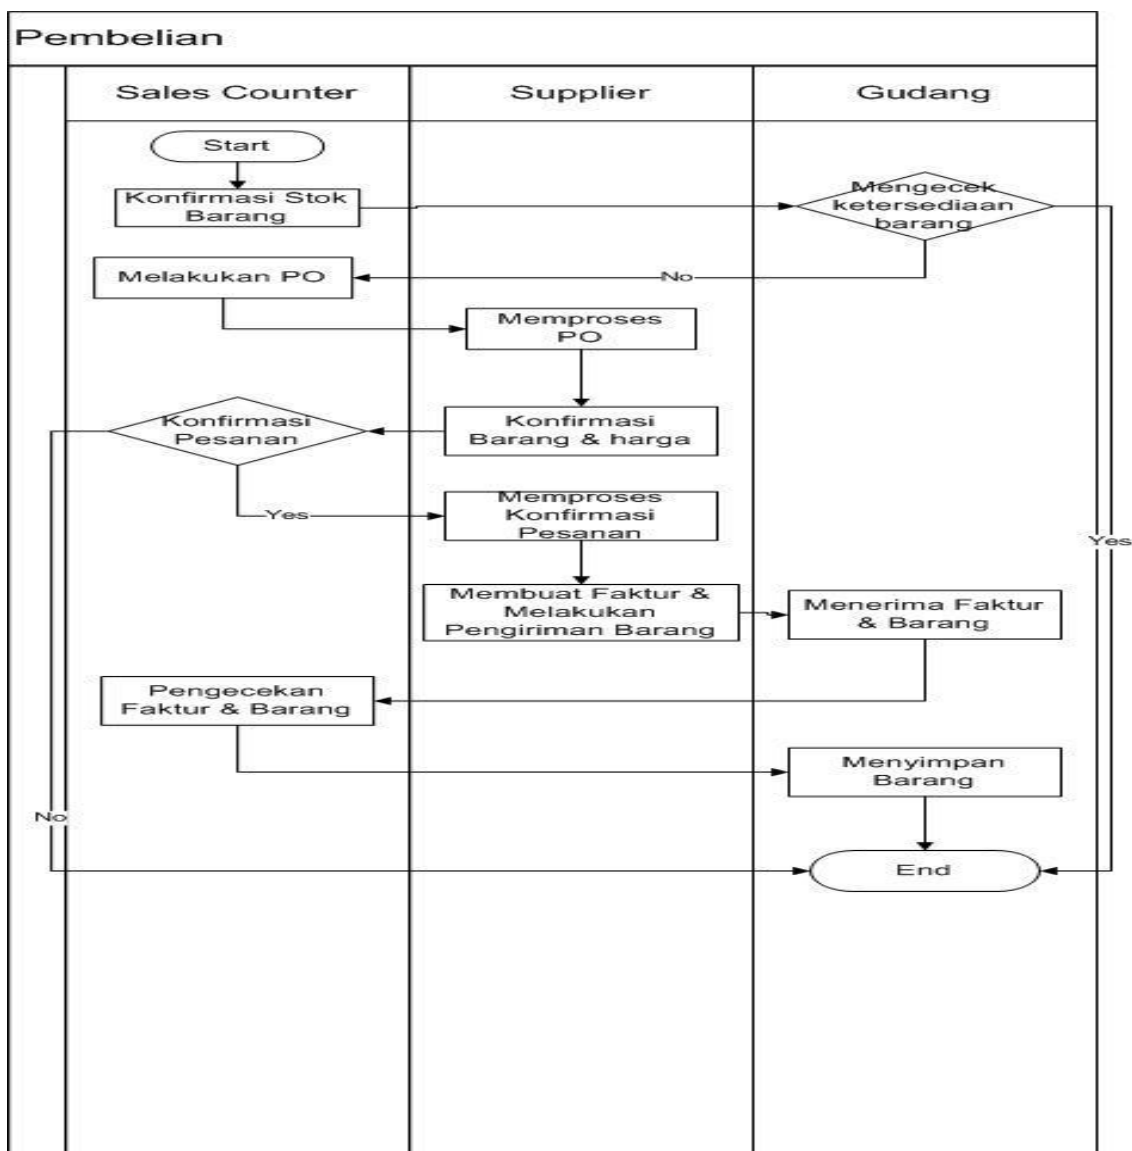 Pembelian
Sales Counter
Supplier
Gudang
Start
Konfirmasi Stok
Barang
Mengecek
ketersediaan
barang
Melakukan PO
No
Memproses
PO
Konfirmasi
Pesanan
Konfirmasi
Barang & harga
Yes
Memproses
Konfirmasi
Pesanan
Yes
Membuat Faktur &
Melakukan
Pengiriman Barang
Menerima Faktur
& Barang
Pengecekan
Faktur & Barang
Menyimpan
Barang
No
End